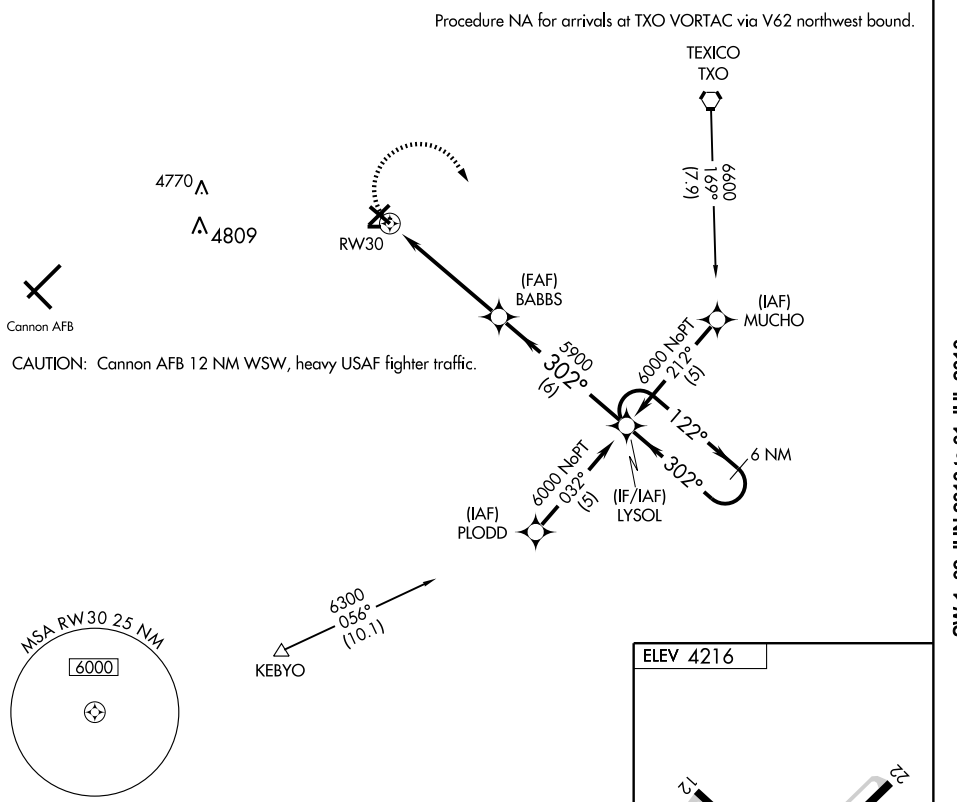 Procedure NA for arrivals at TXO VORTAC via V62 northwest bound.
TEXICO
TXO
6600
169°
(7.9)
4770
4809
RW30
Cannon AFB
CAUTION: Cannon AFB 12 NM WSW, heavy USAF fighter traffic.
(FAF)
BABBS
(IAF)
MUCHO
5900
302°
(6)
6000 NoPT
212°
(5)
122°
302°
6 NM
6000 NoPT
032°
(5)
(IF/IAF)
LYSOL
(IAF)
PLODD
6300
056°
(10.1)
KEBYO
MSA RW30 25 NM
6000
ELEV 4216
12
22